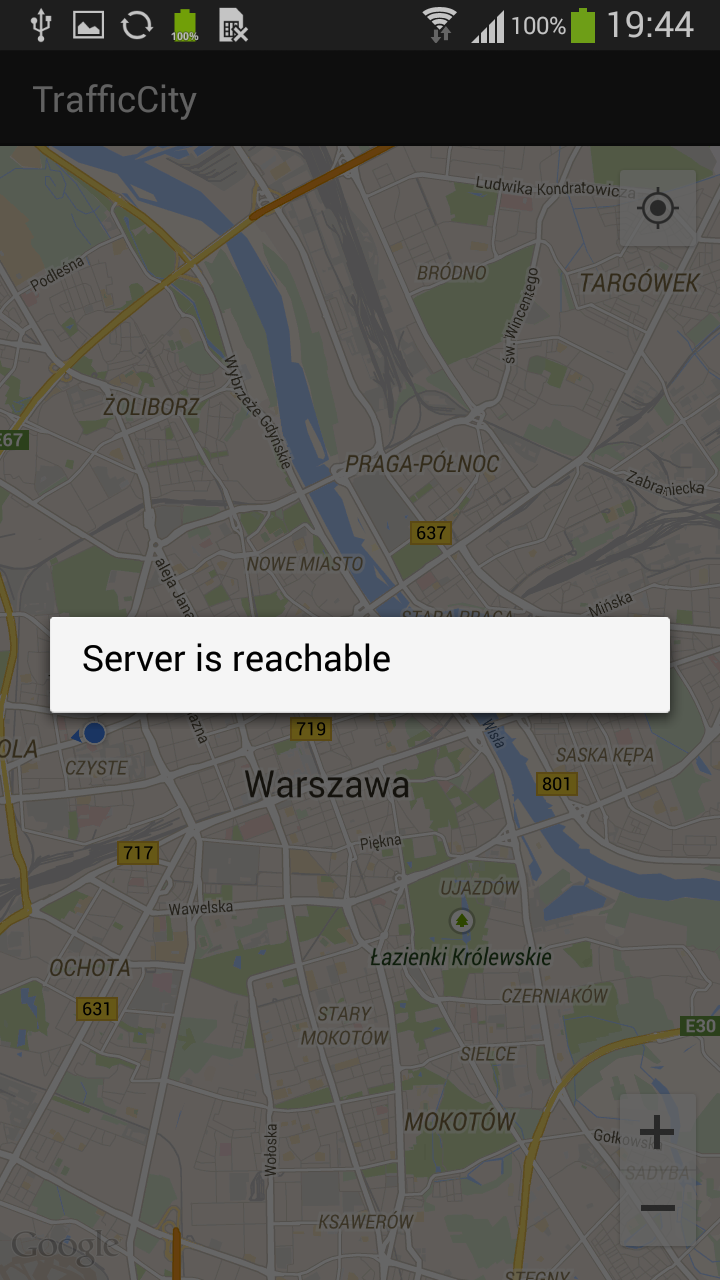 100%
100%
19:44
TrafficCity
Ludwika Kondratowicza
Podleśna
BRÓDNO
TARGÓWEK
św. Wincentego
Wybrzeże Gdyńskie
ŻOLIBORZ
E67
PRAGA-PÓŁNOC
Zabraniecka
637
NOWE MIASTO
aleja Jana
Mińska
STARA PRAGA
Server is reachable
719
Wisła
OLA
CZYSTE
SASKA KĘPA
Warszawa
801
717
Piękna
UJAZDÓW
Wawelska
Łazienki Królewskie
OCHOTA
CZERNIAKÓW
631
STARY
MOKOTÓW
E30
SIELCE
MOKOTÓW
Wołoska
Gołkowska
SADYBA
KSAWERÓW
Google
STEGNY